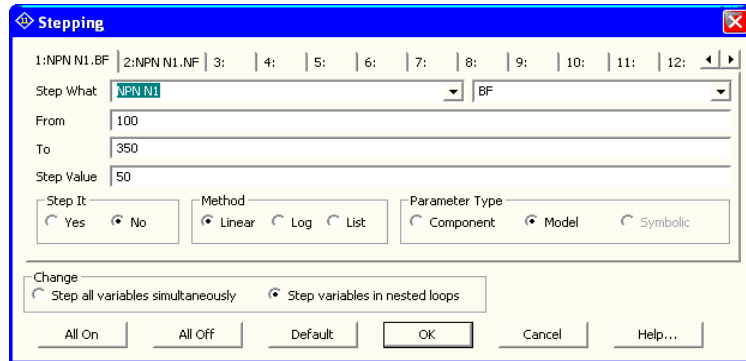 Stepping
1:NPN N1.BF 2:NPN N1.NF 3: 4: 5: 6: 7: 8: 9: 10: 11: 12:
Step What NPN N1 BF
From 100
To 350
Step Value 50
Step It Method Parameter Type
Yes No Linear Log List Component Model Symbolic
Change
Step all variables simultaneously Step variables in nested loops
All On All Off Default OK Cancel Help...